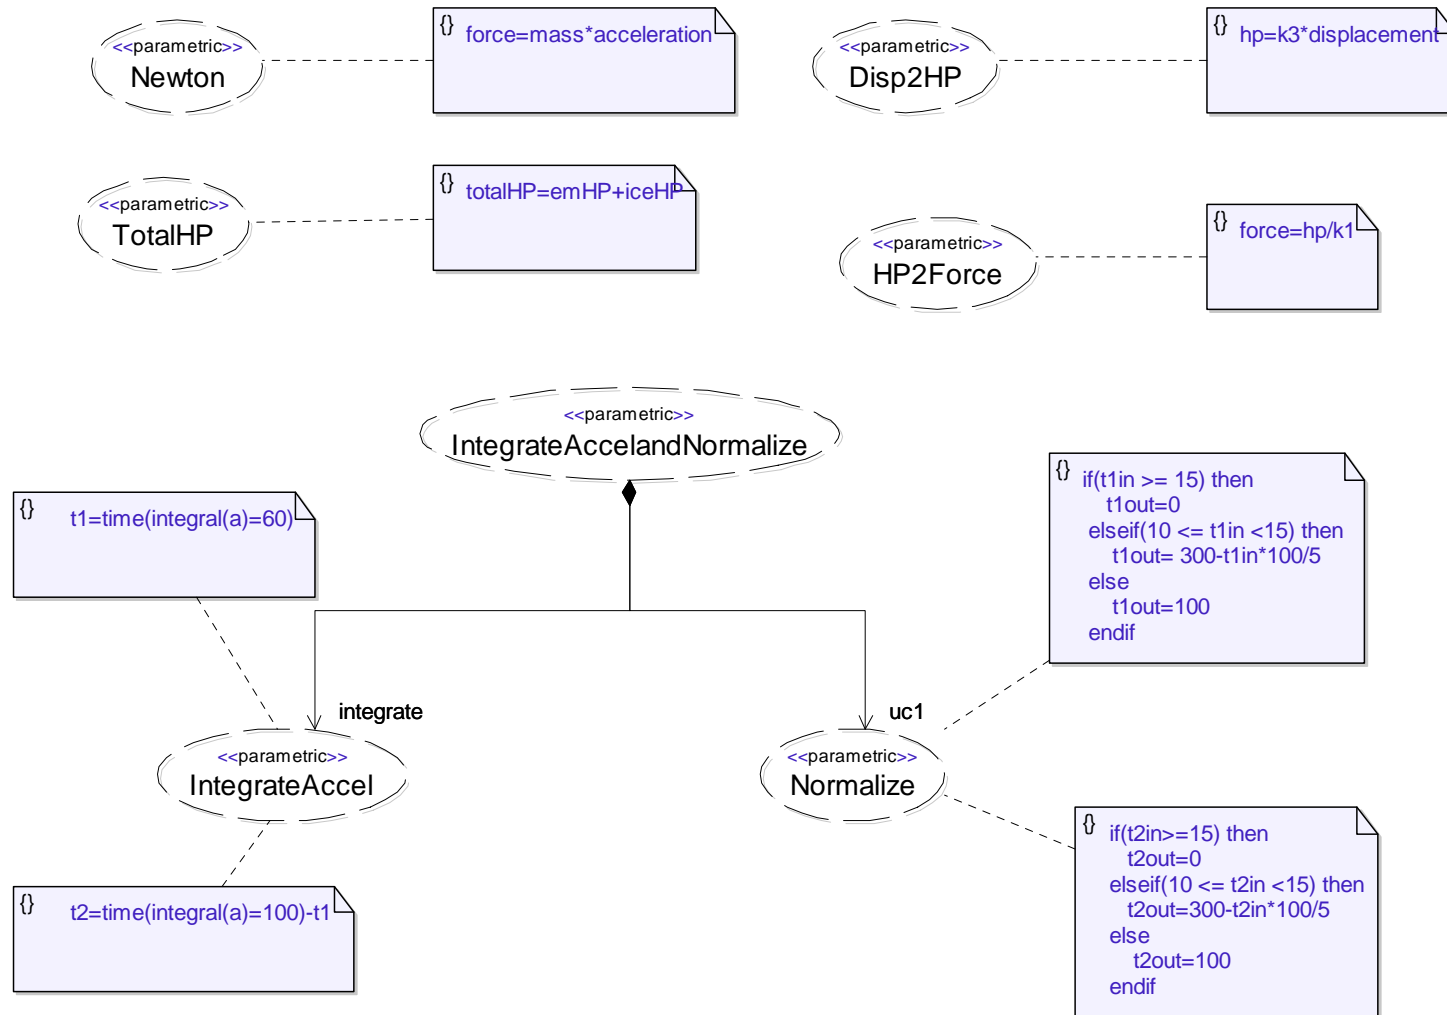 <<parametric>>
Newton
{} force=mass*acceleration
<<parametric>>
Disp2HP
{} hp=k3*displacement
<<parametric>>
TotalHP
{} totalHP=emHP+iceHP
<<parametric>>
HP2Force
{} force=hp/k1
<<parametric>>
IntegrateAccelandNormalize
{} t1=time(integral(a)=60)
{} if(t1in >= 15) then
t1out=0
elseif(10 <= t1in <15) then
t1out= 300-t1in*100/5
else
t1out=100
endif
integrate
uc1
<<parametric>>
IntegrateAccel
<<parametric>>
Normalize
{} t2=time(integral(a)=100)-t1
{} if(t2in>=15) then
t2out=0
elseif(10 <= t2in <15) then
t2out=300-t2in*100/5
else
t2out=100
endif